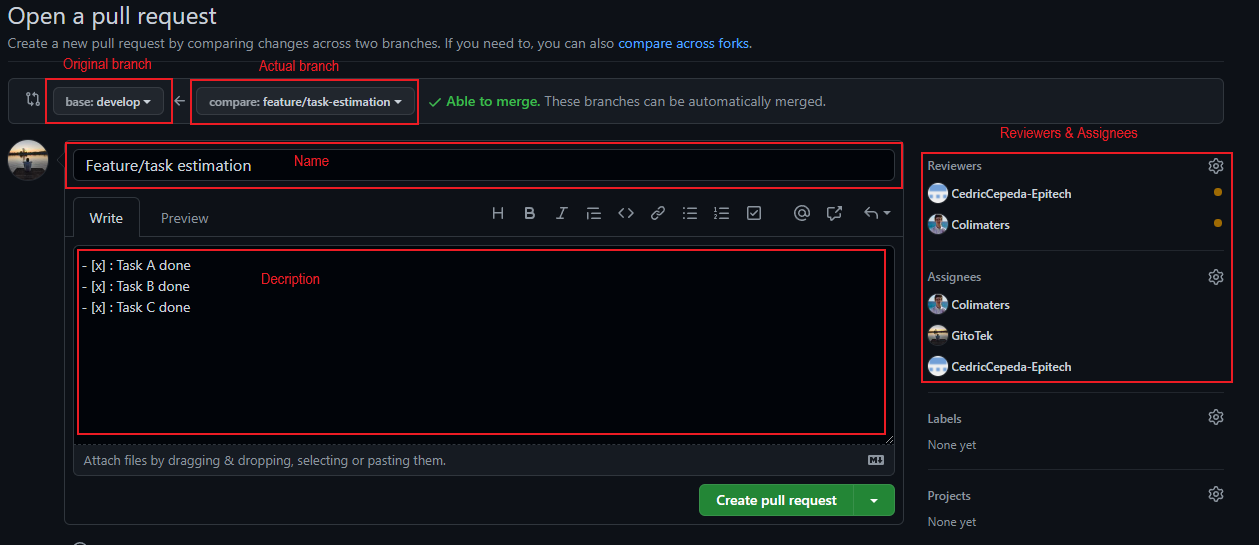 Open a pull request
Create a new pull request by comparing changes across two branches. If you need to, you can also compare across forks.
Original branch
Actual branch
base: develop
compare: feature/task-estimation
Able to merge. These branches can be automatically merged.
Feature/task estimation
Name
Write
Preview
H B I
- [x] : Task A done
- [x] : Task B done
- [x] : Task C done
Decription
Attach files by dragging & dropping, selecting or pasting them.
Create pull request
Reviewers & Assignees
Reviewers
CedricCepeda-Epitech
Colimaters
Assignees
Colimaters
GitoTek
CedricCepeda-Epitech
Labels
None yet
Projects
None yet